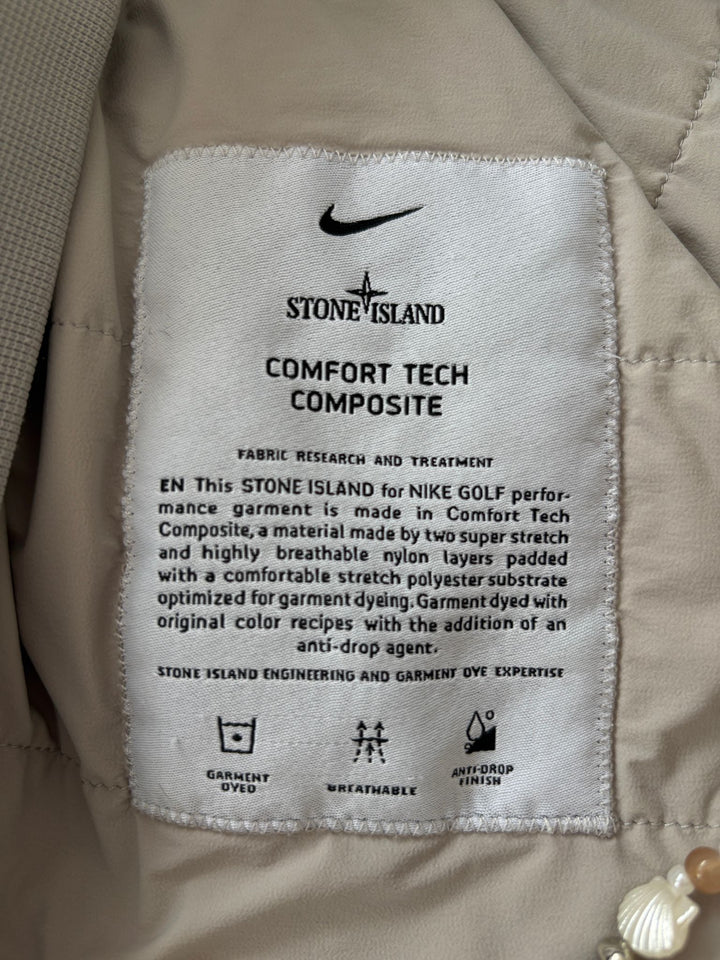 STONE ISLAND
COMFORT TECH
COMPOSITE
FABRIC RESEARCH AND TREATMENT
EN This STONE ISLAND for NIKE GOLF perfor-
mance garment is made in Comfort Tech
Composite, a material made by two super stretch
and highly breathable nylon layers padded
with a comfortable stretch polyester substrate
optimized for garment dyeing. Garment dyed with
original color recipes with the addition of an
anti-drop agent.
STONE ISLAND ENGINEERING AND GARMENT DYE EXPERTISE
GARMENT
DYED
BREATHABLE
ANTI-DROP
FINISH